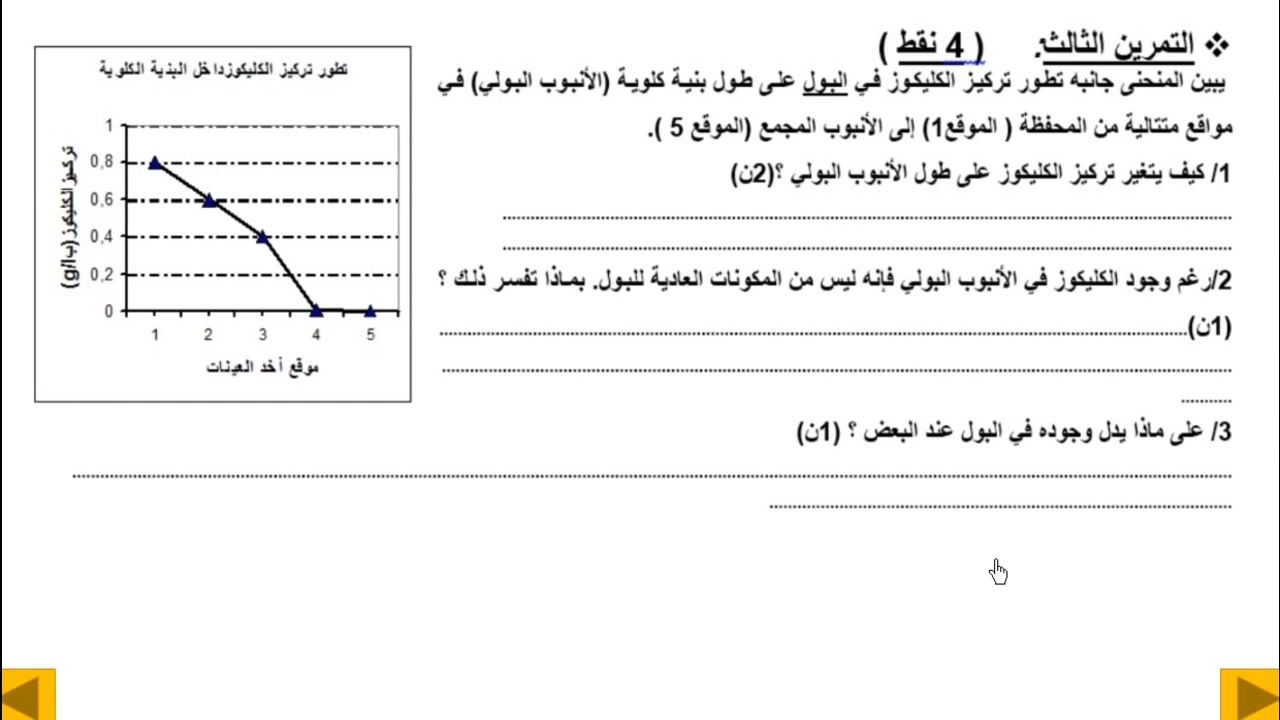 ❖ التمرين الثالث: ( 4 نقط )
يبين المنحنى جانبه تطور تركيز الكليكوز في البول على طول بنية كلوية (الأنبوب البولي) في
مواقع متتالية من المحفظة ( الموقع1) إلى الأنبوب المجمع (الموقع 5 ).
1/ كيف يتغير تركيز الكليكوز على طول الأنبوب البولي ؟(2ن)
2/رغم وجود الكليكوز في الأنبوب البولي فإنه ليس من المكونات العادية للبول. بماذا تفسر ذلك ؟
(1ن)
3/ على ماذا يدل وجوده في البول عند البعض ؟ (1ن)
تطور تركيز الكليكوزداخل البنية الكلوية
تركيز الكليكوز (ب g/l)
1
0,8
0,6
0,4
0,2
0
1 2 3 4 5
موقع أخد العينات